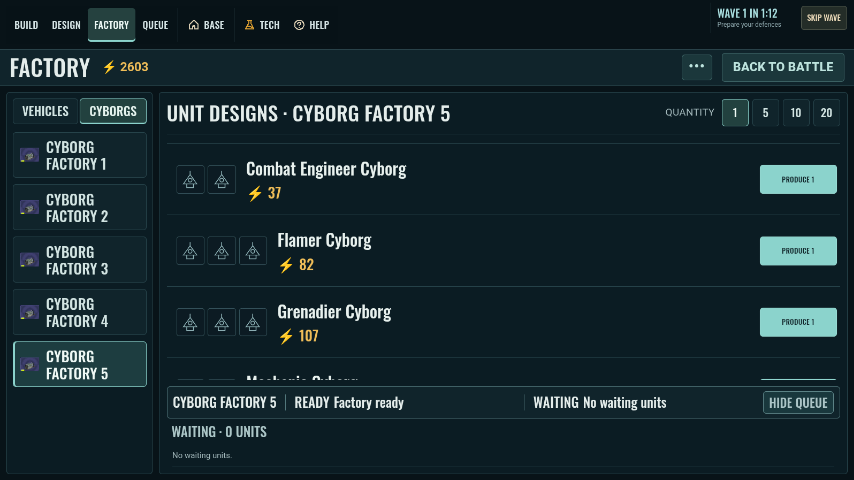 BUILD DESIGN FACTORY QUEUE BASE TECH HELP
WAVE 1 IN 1:12
Prepare your defences
SKIP WAVE
FACTORY ⚡ 2603
••• BACK TO BATTLE
VEHICLES CYBORGS
CYBORG FACTORY 1
CYBORG FACTORY 2
CYBORG FACTORY 3
CYBORG FACTORY 4
CYBORG FACTORY 5
UNIT DESIGNS · CYBORG FACTORY 5
QUANTITY 1 5 10 20
Combat Engineer Cyborg
⚡ 37
PRODUCE 1
Flamer Cyborg
⚡ 82
PRODUCE 1
Grenadier Cyborg
⚡ 107
PRODUCE 1
CYBORG FACTORY 5 READY Factory ready WAITING No waiting units HIDE QUEUE
WAITING · 0 UNITS
No waiting units.